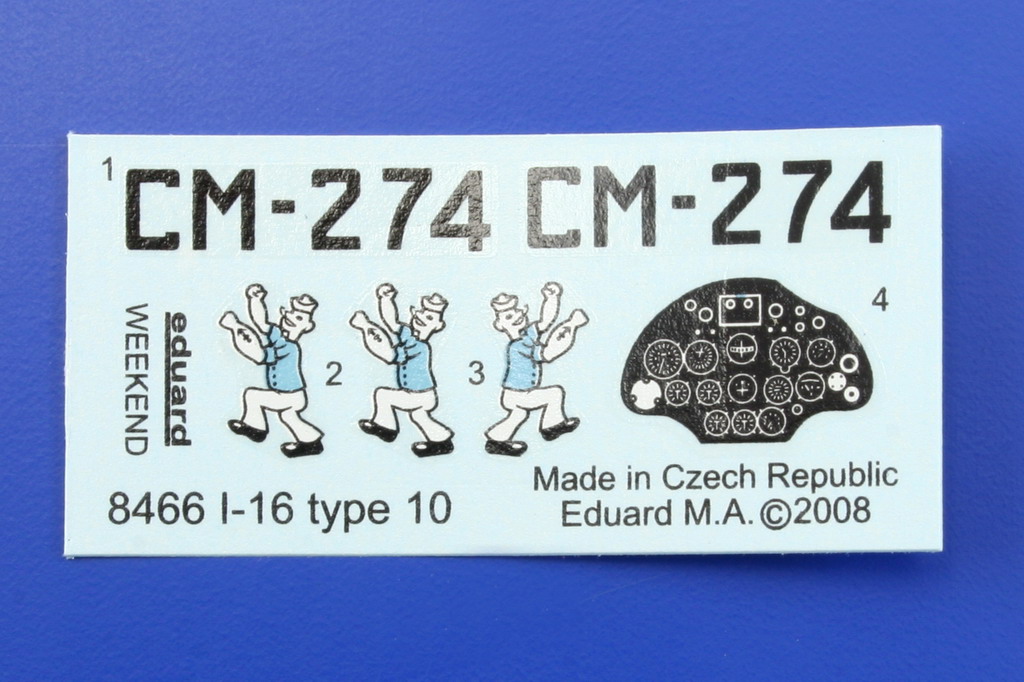 1
CM-274 CM-274
4
eduard
WEEKEND
2
3
8466 I-16 type 10
Made in Czech Republic
Eduard M.A.©2008